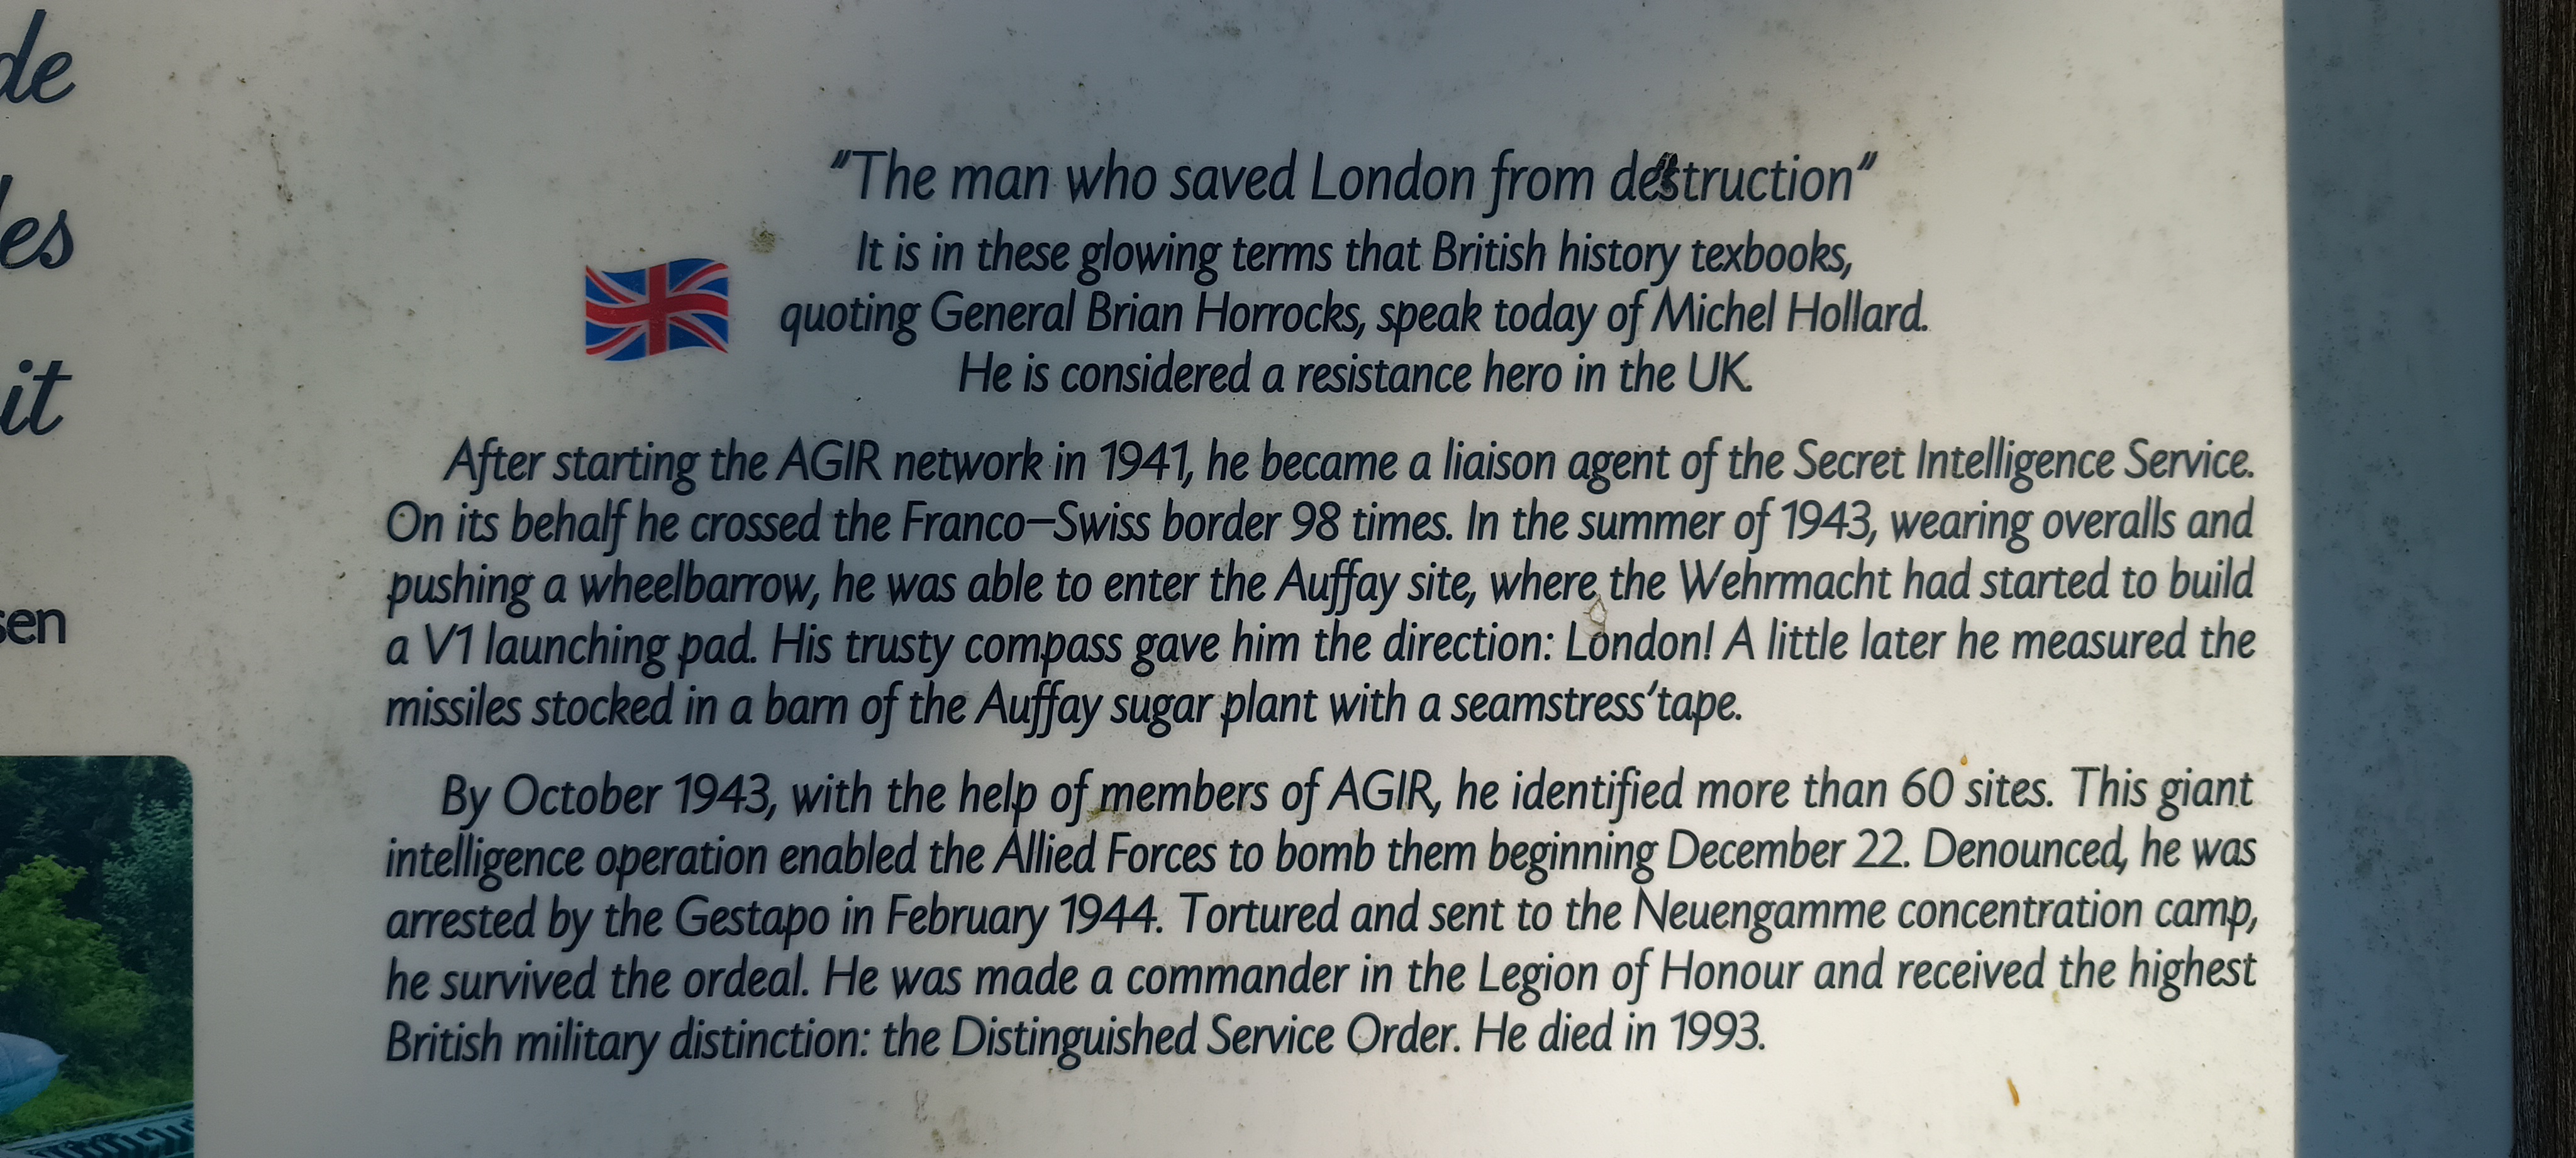 de
les
it
sen
"The man who saved London from destruction"
It is in these glowing terms that British history texbooks,
quoting General Brian Horrocks, speak today of Michel Hollard.
He is considered a resistance hero in the UK.
After starting the AGIR network in 1941, he became a liaison agent of the Secret Intelligence Service.
On its behalf he crossed the Franco–Swiss border 98 times. In the summer of 1943, wearing overalls and
pushing a wheelbarrow, he was able to enter the Auffay site, where the Wehrmacht had started to build
a V1 launching pad. His trusty compass gave him the direction: London! A little later he measured the
missiles stocked in a barn of the Auffay sugar plant with a seamstress'tape.
By October 1943, with the help of members of AGIR, he identified more than 60 sites. This giant
intelligence operation enabled the Allied Forces to bomb them beginning December 22. Denounced, he was
arrested by the Gestapo in February 1944. Tortured and sent to the Neuengamme concentration camp,
he survived the ordeal. He was made a commander in the Legion of Honour and received the highest
British military distinction: the Distinguished Service Order. He died in 1993.